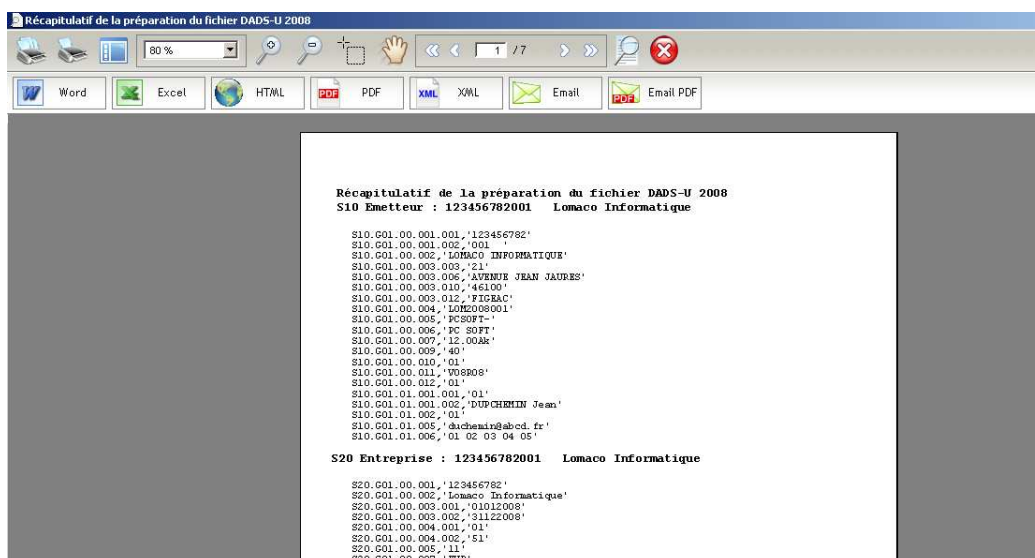 Récapitulatif de la préparation du fichier DADS-U 2008
80 % 1 /7
Word Excel HTML PDF XML Email Email PDF
Récapitulatif de la préparation du fichier DADS-U 2008
S10 Emetteur : 123456782001 Lomaco Informatique
S10.G01.00.001.001,'123456782'
S10.G01.00.001.002,'001 '
S10.G01.00.002,'LOMACO INFORMATIQUE'
S10.G01.00.003.003,'21'
S10.G01.00.003.006,'AVENUE JEAN JAURES'
S10.G01.00.003.010,'46100'
S10.G01.00.003.012,'FIGEAC'
S10.G01.00.004,'LOM2008001'
S10.G01.00.005,'PCSOFT-'
S10.G01.00.006,'PC SOFT'
S10.G01.00.007,'12.00Ak'
S10.G01.00.009,'40'
S10.G01.00.010,'01'
S10.G01.00.011,'V08R08'
S10.G01.00.012,'01'
S10.G01.01.001.001,'01'
S10.G01.01.001.002,'DUPCHEMIN Jean'
S10.G01.01.002,'01'
S10.G01.01.005,'duchemin@abcd.fr'
S10.G01.01.006,'01 02 03 04 05'
S20 Entreprise : 123456782001 Lomaco Informatique
S20.G01.00.001,'123456782'
S20.G01.00.002,'Lomaco Informatique'
S20.G01.00.003.001,'01012008'
S20.G01.00.003.002,'31122008'
S20.G01.00.004.001,'01'
S20.G01.00.004.002,'51'
S20.G01.00.005,'11'